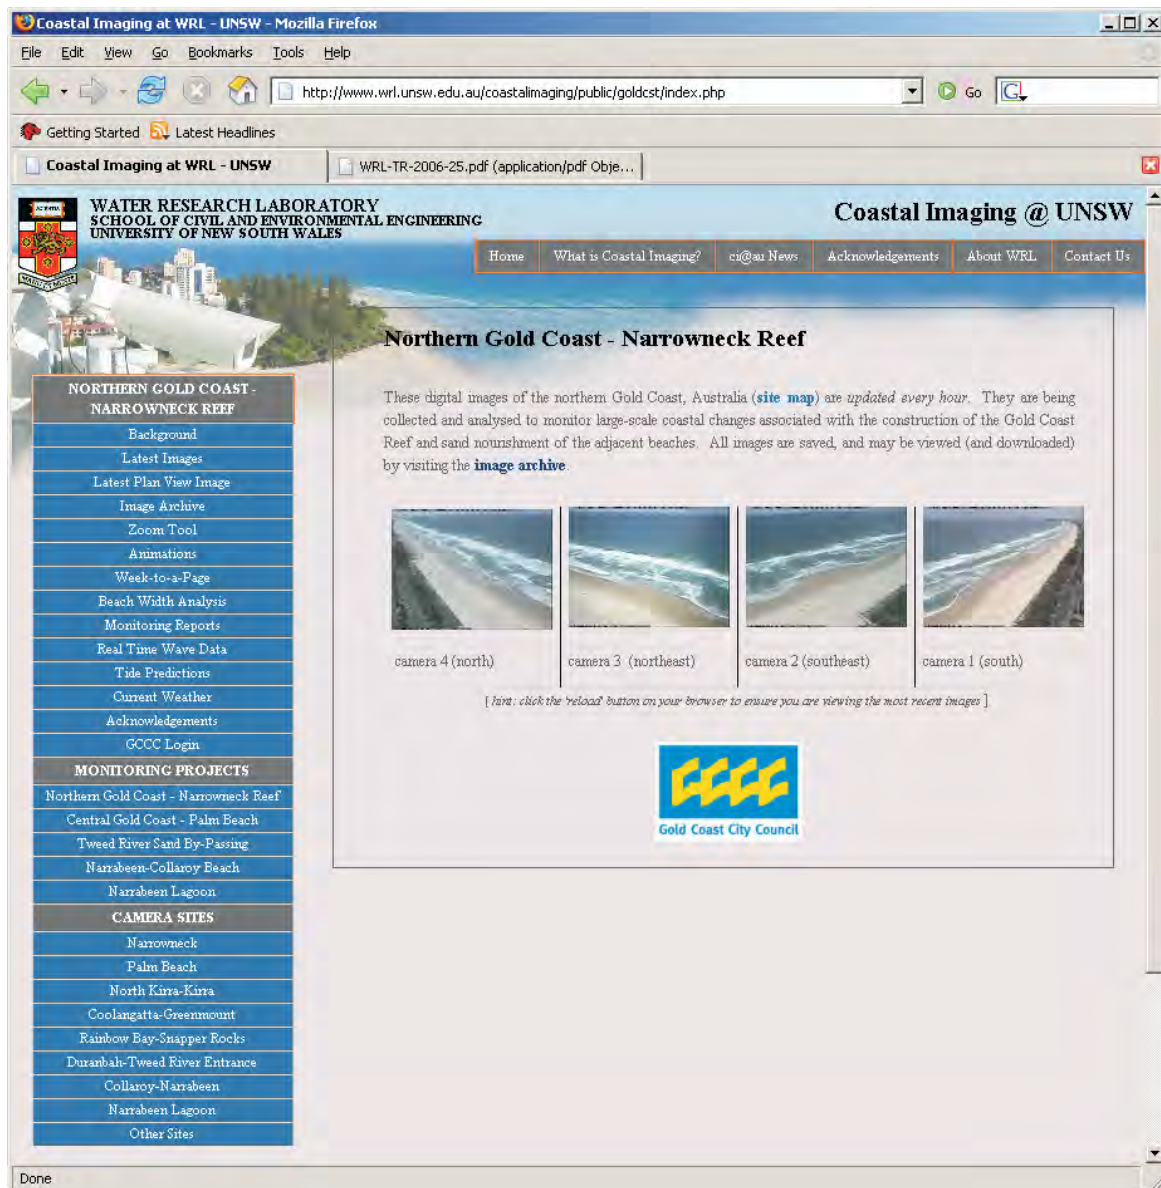 Coastal Imaging at WRL - UNSW - Mozilla Firefox
File Edit View Go Bookmarks Tools Help
http://www.wrl.unsw.edu.au/coastalimaging/public/goldcst/index.php Go G
Getting Started Latest Headlines
Coastal Imaging at WRL - UNSW WRL-TR-2006-25.pdf (application/pdf Obje...
WATER RESEARCH LABORATORY
SCHOOL OF CIVIL AND ENVIRONMENTAL ENGINEERING
UNIVERSITY OF NEW SOUTH WALES
Coastal Imaging @ UNSW
Home What is Coastal Imaging? ci@au News Acknowledgements About WRL Contact Us
Northern Gold Coast - Narrowneck Reef
These digital images of the northern Gold Coast, Australia (site map) are updated every hour. They are being
collected and analysed to monitor large-scale coastal changes associated with the construction of the Gold Coast
Reef and sand nourishment of the adjacent beaches. All images are saved, and may be viewed (and downloaded)
by visiting the image archive.
camera 4 (north) camera 3 (northeast) camera 2 (southeast) camera 1 (south)
[ hint: click the 'reload' button on your browser to ensure you are viewing the most recent images ]
Gold Coast City Council
NORTHERN GOLD COAST -
NARROWNECK REEF
Background
Latest Images
Latest Plan View Image
Image Archive
Zoom Tool
Animations
Week-to-a-Page
Beach Width Analysis
Monitoring Reports
Real Time Wave Data
Tide Predictions
Current Weather
Acknowledgements
GCCC Login
MONITORING PROJECTS
Northern Gold Coast - Narrowneck Reef
Central Gold Coast - Palm Beach
Tweed River Sand By-Passing
Narrabeen-Collaroy Beach
Narrabeen Lagoon
CAMERA SITES
Narrowneck
Palm Beach
North Kirra-Kirra
Coolangatta-Greenmount
Rainbow Bay-Snapper Rocks
Duranbah-Tweed River Entrance
Collaroy-Narrabeen
Narrabeen Lagoon
Other Sites
Done